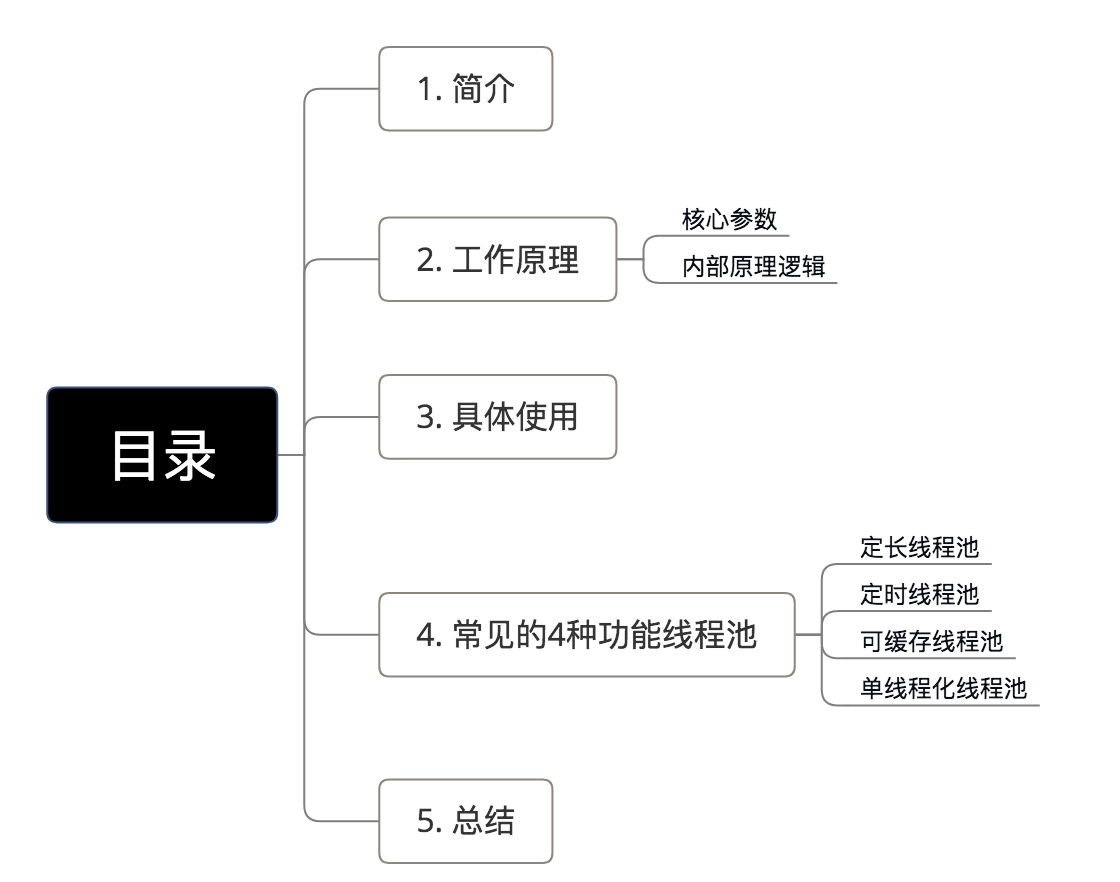 目录
1. 简介
2. 工作原理
核心参数
内部原理逻辑
3. 具体使用
4. 常见的4种功能线程池
定长线程池
定时线程池
可缓存线程池
单线程化线程池
5. 总结